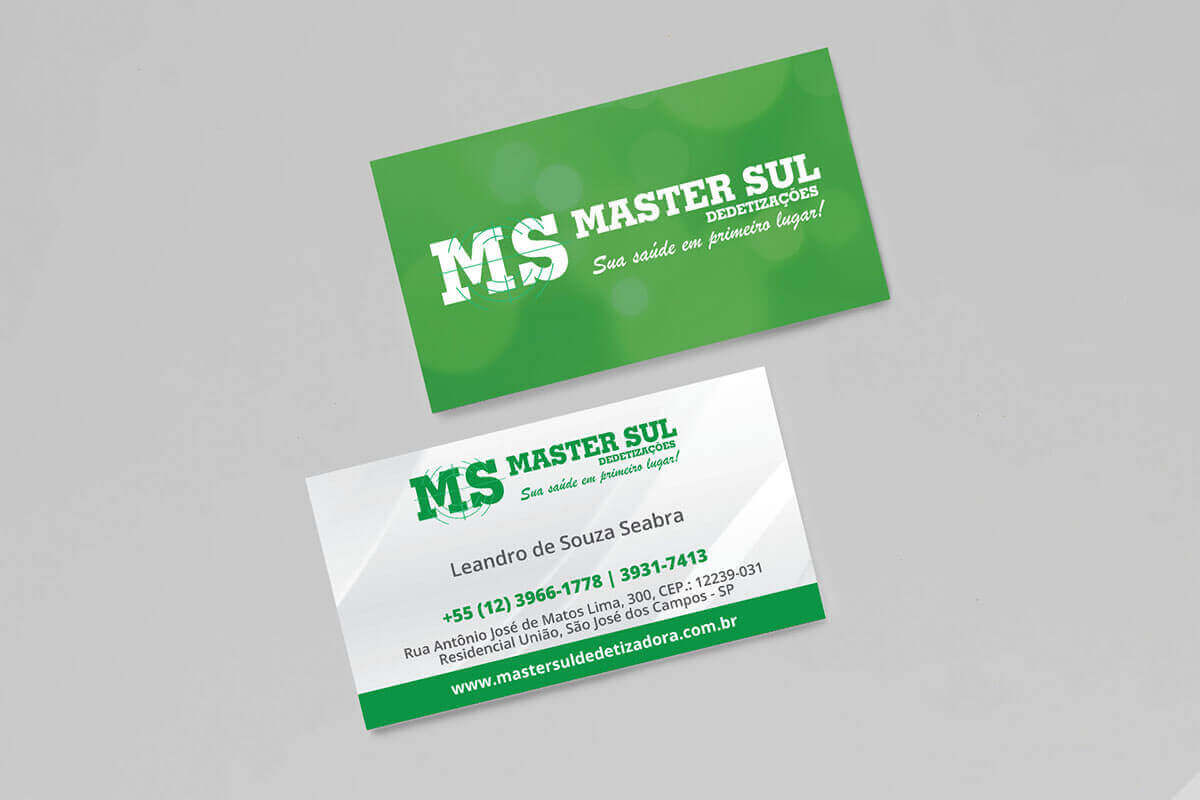 MS MASTER SUL
DEDETIZAÇÕES
Sua saúde em primeiro lugar!
MS MASTER SUL
DEDETIZAÇÕES
Sua saúde em primeiro lugar!
Leandro de Souza Seabra
+55 (12) 3966-1778 | 3931-7413
Rua Antônio José de Matos Lima, 300, CEP.: 12239-031
Residencial União, São José dos Campos - SP
www.mastersuldedetizadora.com.br